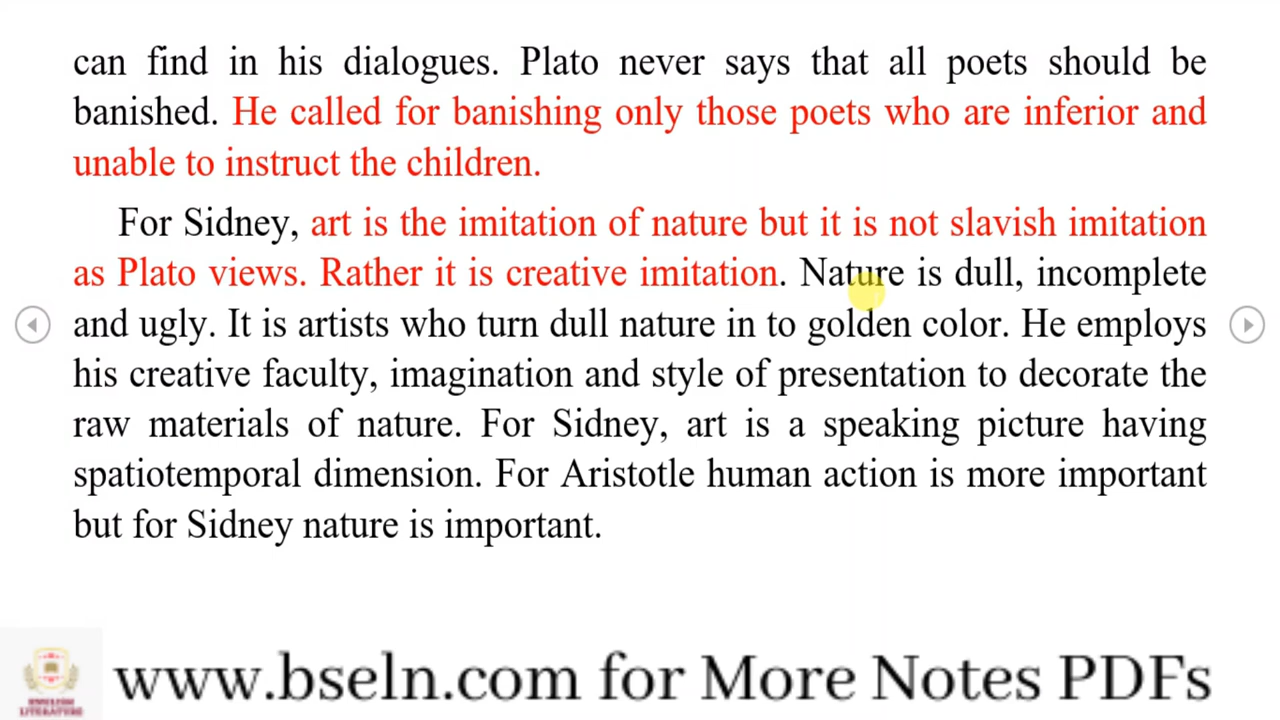 can find in his dialogues. Plato never says that all poets should be
banished. He called for banishing only those poets who are inferior and
unable to instruct the children.
For Sidney, art is the imitation of nature but it is not slavish imitation
as Plato views. Rather it is creative imitation. Nature is dull, incomplete
and ugly. It is artists who turn dull nature in to golden color. He employs
his creative faculty, imagination and style of presentation to decorate the
raw materials of nature. For Sidney, art is a speaking picture having
spatiotemporal dimension. For Aristotle human action is more important
but for Sidney nature is important.
www.bseln.com for More Notes PDFs
ENGLISH
LITERATURE